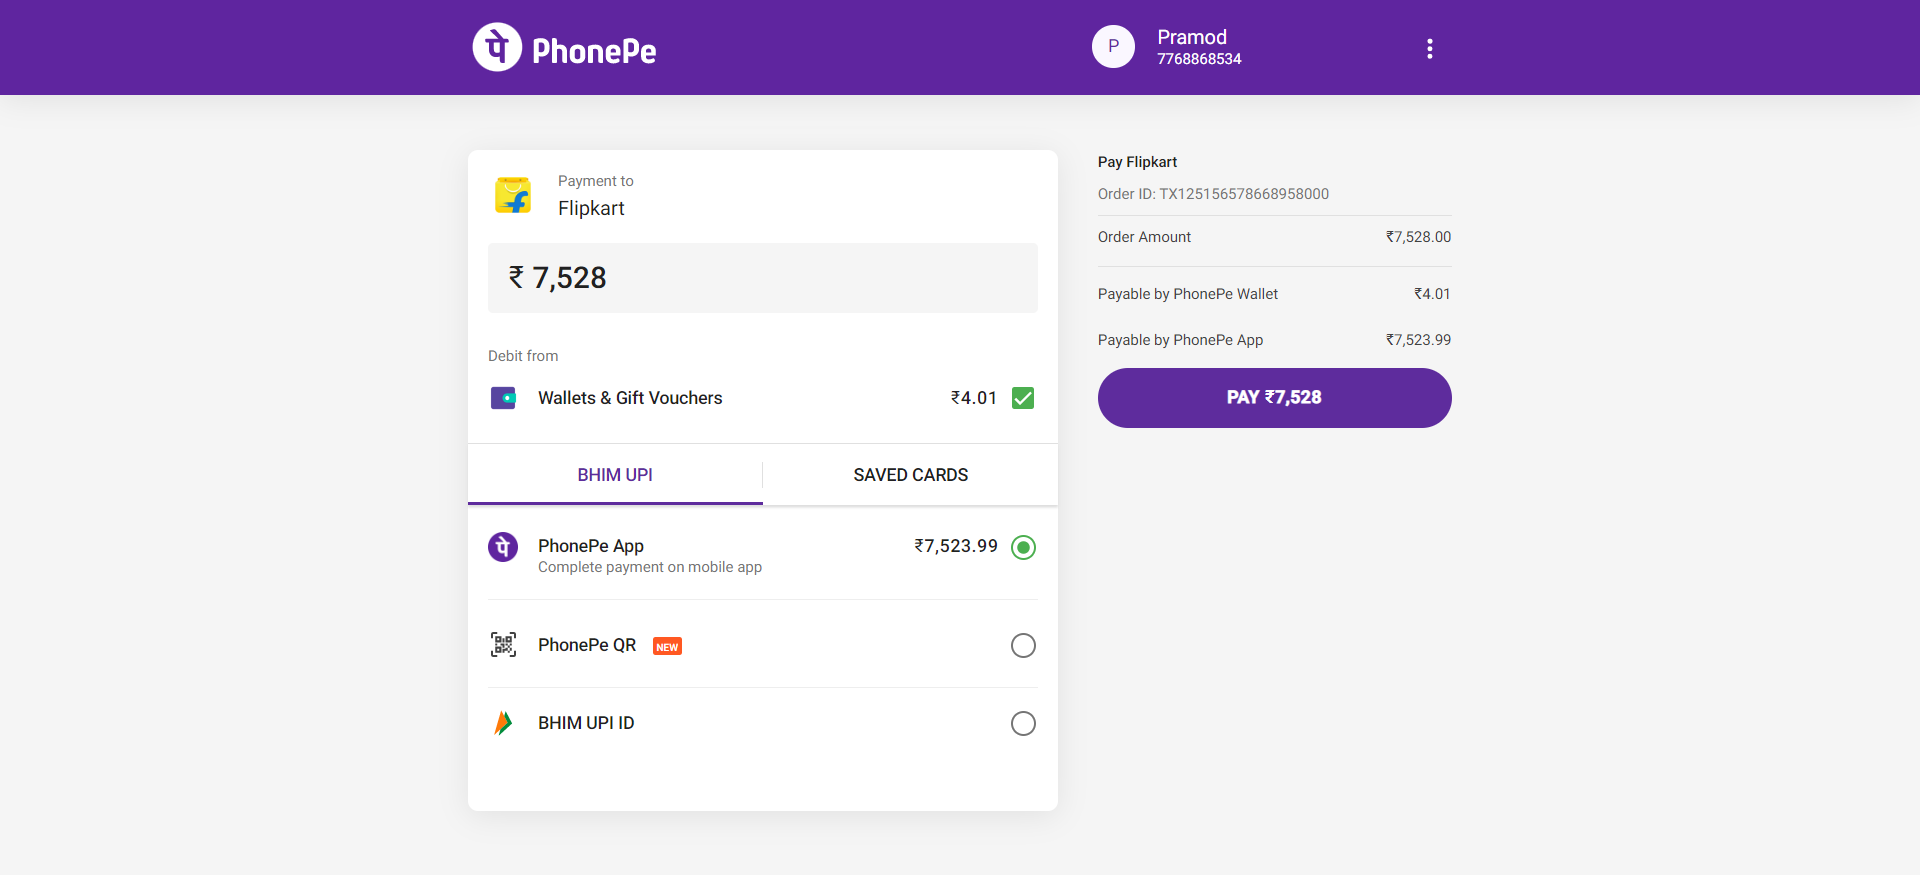 पे PhonePe
P
Pramod
7768868534
Payment to
Flipkart
₹ 7,528
Debit from
Wallets & Gift Vouchers ₹4.01
BHIM UPI SAVED CARDS
पे PhonePe App ₹7,523.99
Complete payment on mobile app
PhonePe QR NEW
BHIM UPI ID
Pay Flipkart
Order ID: TX125156578668958000
Order Amount ₹7,528.00
Payable by PhonePe Wallet ₹4.01
Payable by PhonePe App ₹7,523.99
PAY ₹7,528